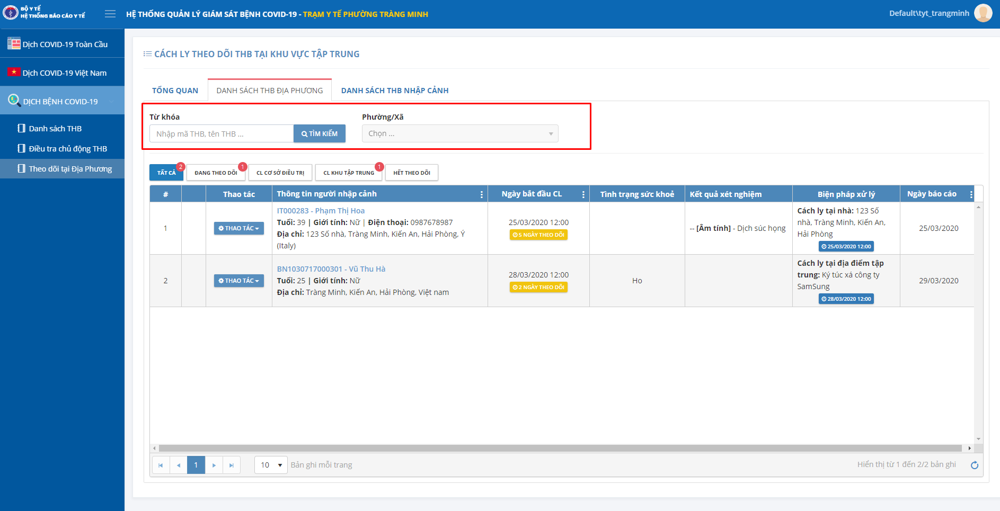 BỘ Y TẾ
HỆ THỐNG BÁO CÁO Y TẾ
HỆ THỐNG QUẢN LÝ GIÁM SÁT BỆNH COVID-19 - TRẠM Y TẾ PHƯỜNG TRÀNG MINH
Default\tyt_trangminh
Dịch COVID-19 Toàn Cầu
Dịch COVID-19 Việt Nam
DỊCH BỆNH COVID-19
Danh sách THB
Điều tra chủ động THB
Theo dõi tại Địa Phương
CÁCH LY THEO DÕI THB TẠI KHU VỰC TẬP TRUNG
TỔNG QUAN
DANH SÁCH THB ĐỊA PHƯƠNG
DANH SÁCH THB NHẬP CẢNH
Từ khóa
Phường/Xã
Nhập mã THB, tên THB ...
TÌM KIẾM
Chọn ...
TẤT CẢ 2
ĐANG THEO DÕI 1
CL CƠ SỞ ĐIỀU TRỊ
CL KHU TẬP TRUNG 1
HẾT THEO DÕI
#
Thao tác
Thông tin người nhập cảnh
Ngày bắt đầu CL
Tình trạng sức khoẻ
Kết quả xét nghiệm
Biện pháp xử lý
Ngày báo cáo
1
THAO TÁC
IT000283 - Phạm Thị Hoa
Tuổi: 39 | Giới tính: Nữ | Điện thoại: 0987678987
Địa chỉ: 123 Số nhà, Tràng Minh, Kiến An, Hải Phòng, Ý
(Italy)
25/03/2020 12:00
5 NGÀY THEO DÕI
-- [Âm tính] - Dịch súc họng
Cách ly tại nhà: 123 Số
nhà, Tràng Minh, Kiến An,
Hải Phòng
25/03/2020 12:00
25/03/2020
2
THAO TÁC
BN1030717000301 - Vũ Thu Hà
Tuổi: 25 | Giới tính: Nữ
Địa chỉ: Tràng Minh, Kiến An, Hải Phòng, Việt nam
28/03/2020 12:00
2 NGÀY THEO DÕI
Ho
Cách ly tại địa điểm tập
trung: Ký túc xá công ty
SamSung
28/03/2020 12:00
29/03/2020
1
10
Bản ghi mỗi trang
Hiển thị từ 1 đến 2/2 bản ghi